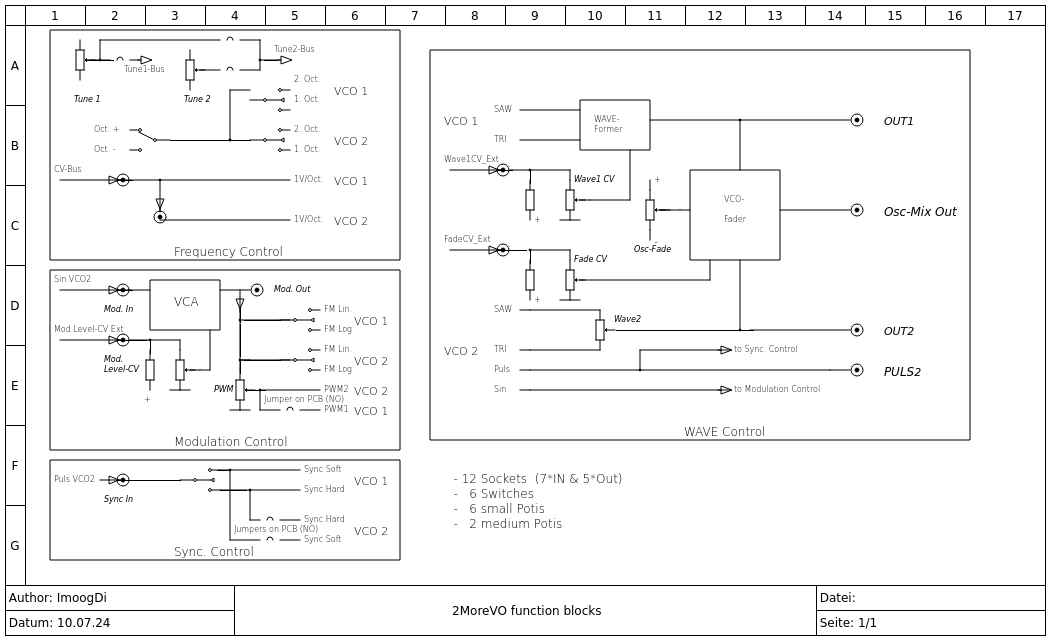 1 2 3 4 5 6 7 8 9 10 11 12 13 14 15 16 17
A
B
C
D
E
F
G
Tune1-Bus
Tune2-Bus
Tune 1
Tune 2
2. Oct.
1. Oct.
VCO 1
Oct. +
Oct. -
2. Oct.
1. Oct.
VCO 2
CV-Bus
1V/Oct.
VCO 1
1V/Oct.
VCO 2
Frequency Control
Sin VCO2
Mod. In
VCA
Mod. Out
Mod Level-CV Ext
Mod.
Level-CV
+
FM Lin.
FM Log
VCO 1
FM Lin.
FM Log
VCO 2
PWM
PWM2
VCO 2
Jumper on PCB (NO)
PWM1
VCO 1
Modulation Control
Puls VCO2
Sync In
Sync Soft
Sync Hard
VCO 1
Sync Hard
Jumpers on PCB (NO)
Sync Soft
VCO 2
Sync. Control
VCO 1
SAW
TRI
WAVE-
Former
OUT1
Wave1CV_Ext
Wave1 CV
+
+
-
Osc-Fade
VCO-
Fader
Osc-Mix Out
FadeCV_Ext
Fade CV
+
SAW
Wave2
OUT2
VCO 2
TRI
to Sync. Control
Puls
PULS2
Sin
to Modulation Control
WAVE Control
- 12 Sockets (7*IN & 5*Out)
- 6 Switches
- 6 small Potis
- 2 medium Potis
Author: ImoogDi
Datum: 10.07.24
2MoreVO function blocks
Datei:
Seite: 1/1